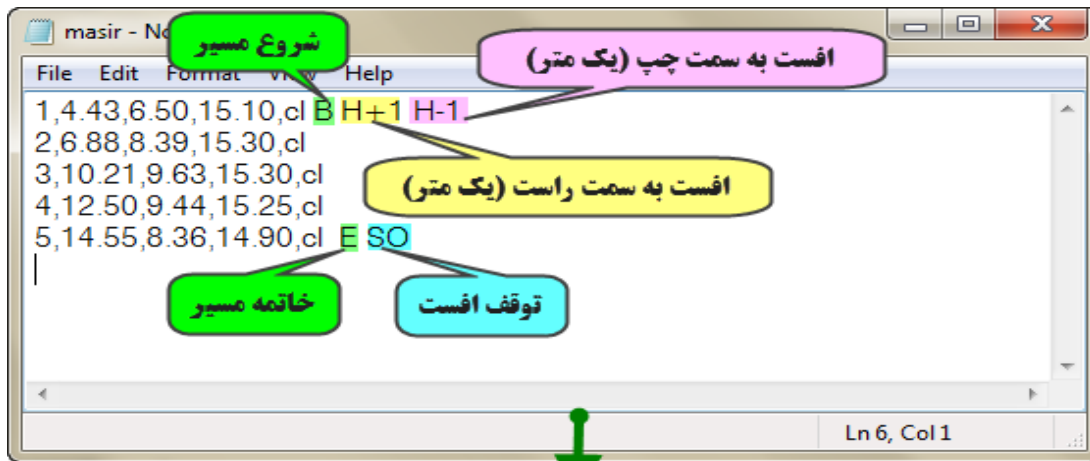 masir - No
شروع مسیر
افست به سمت چپ (یک متر)
File Edit Format View Help
1,4.43,6.50,15.10,cl B H+1 H-1
2,6.88,8.39,15.30,cl
3,10.21,9.63,15.30,cl
افست به سمت راست (یک متر)
4,12.50,9.44,15.25,cl
5,14.55,8.36,14.90,cl E SO
خاتمه مسیر
توقف افست
Ln 6, Col 1